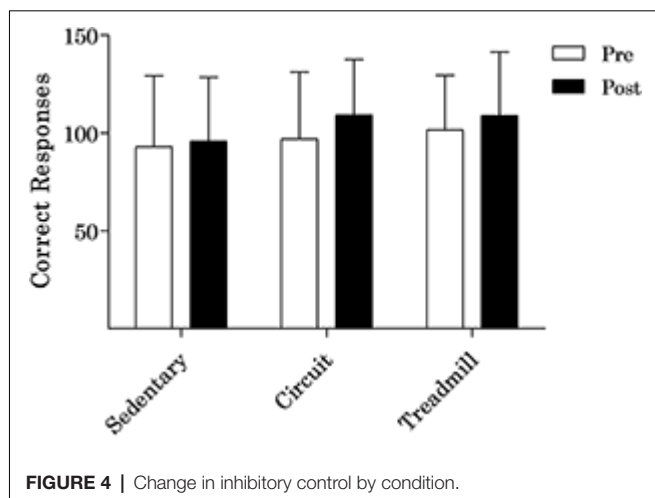 150
100
50
Correct Responses
Pre
Post
Sedentary
Circuit
Treadmill
FIGURE 4 | Change in inhibitory control by condition.